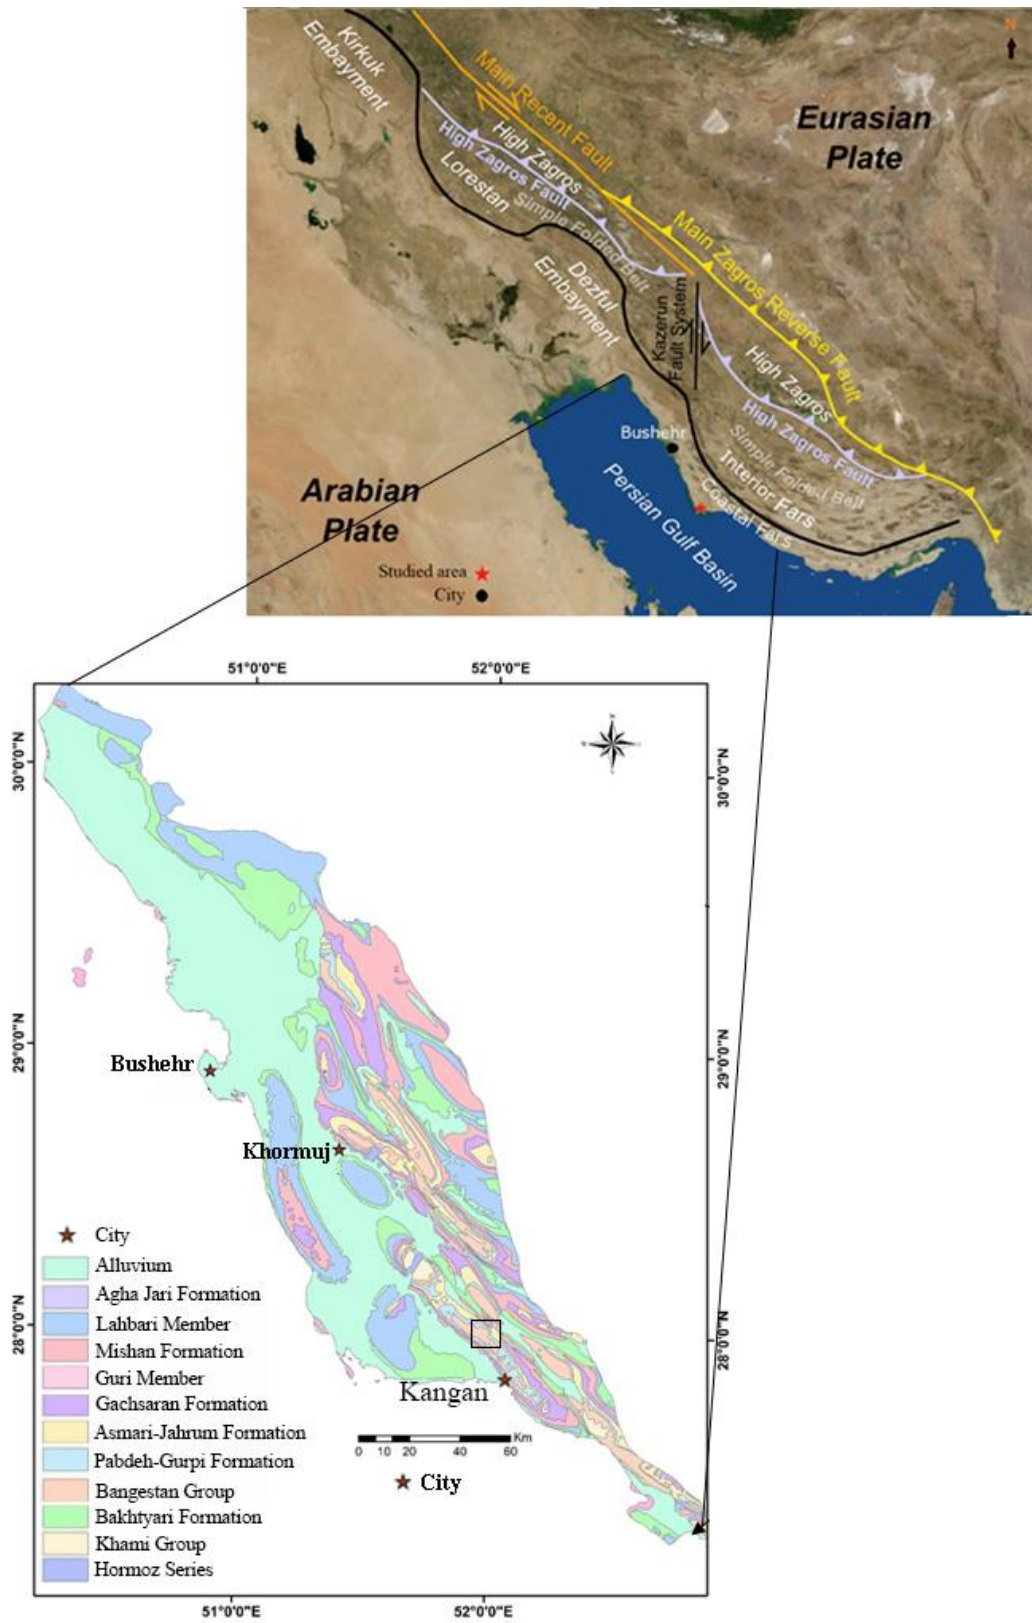 N
Kirkuk
Embayment
Main Recent Fault
Eurasian
Plate
High Zagros
High Zagros Fault
Lorestan
Simple Folded Belt
Main Zagros Reverse Fault
Dezful
Embayment
Kazerun
Fault System
High Zagros
High Zagros Fault
Simple Folded Belt
Bushehr
Interior Fars
Coastal Fars
Persian Gulf Basin
Arabian
Plate
Studied area
City
51°0'0"E
52°0'0"E
30°0'0"N
30°0'0"N
29°0'0"N
29°0'0"N
Bushehr
Khormuj
28°0'0"N
28°0'0"N
Kangan
Km
0 10 20 40 60
City
City
Alluvium
Agha Jari Formation
Lahbari Member
Mishan Formation
Guri Member
Gachsaran Formation
Asmari-Jahrum Formation
Pabdeh-Gurpi Formation
Bangestan Group
Bakhtyari Formation
Khami Group
Hormoz Series
51°0'0"E
52°0'0"E